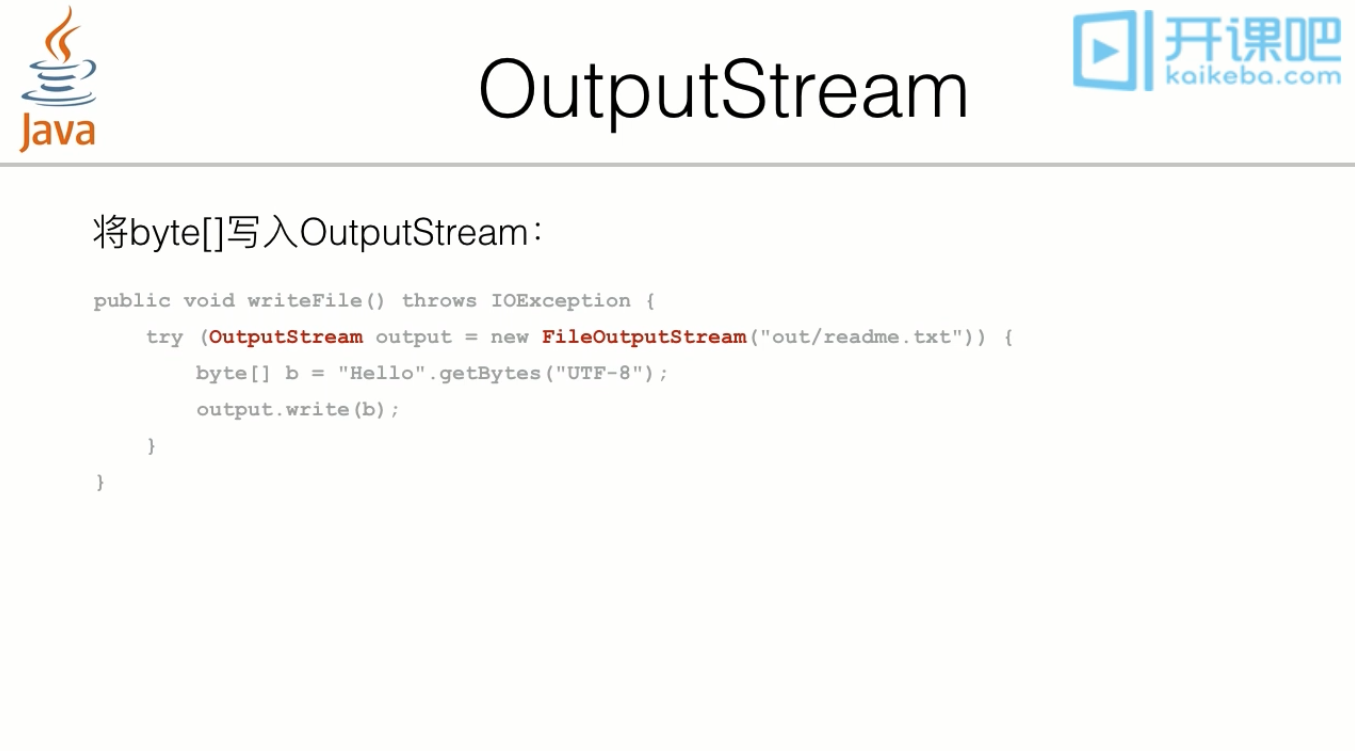 Java
OutputStream
开课吧
kaikeba.com
将byte[]写入OutputStream：
public void writeFile() throws IOException {
    try (OutputStream output = new FileOutputStream("out/readme.txt")) {
        byte[] b = "Hello".getBytes("UTF-8");
        output.write(b);
    }
}